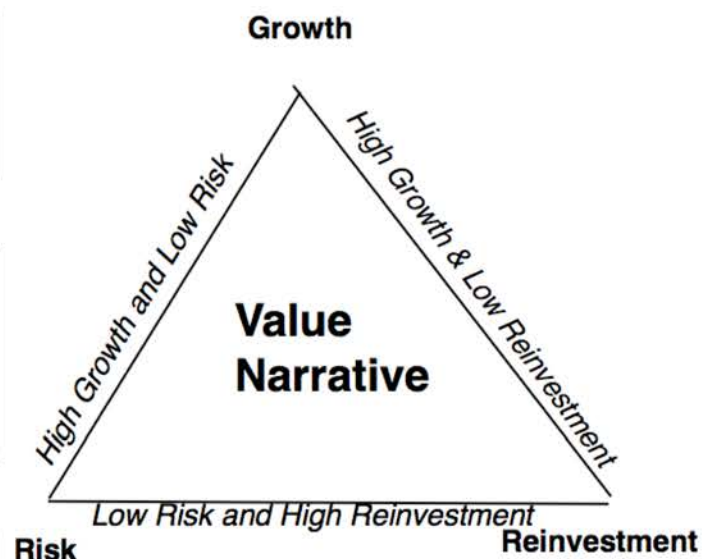 Growth
High Growth and Low Risk
High Growth & Low Reinvestment
Value
Narrative
Low Risk and High Reinvestment
Risk
Reinvestment